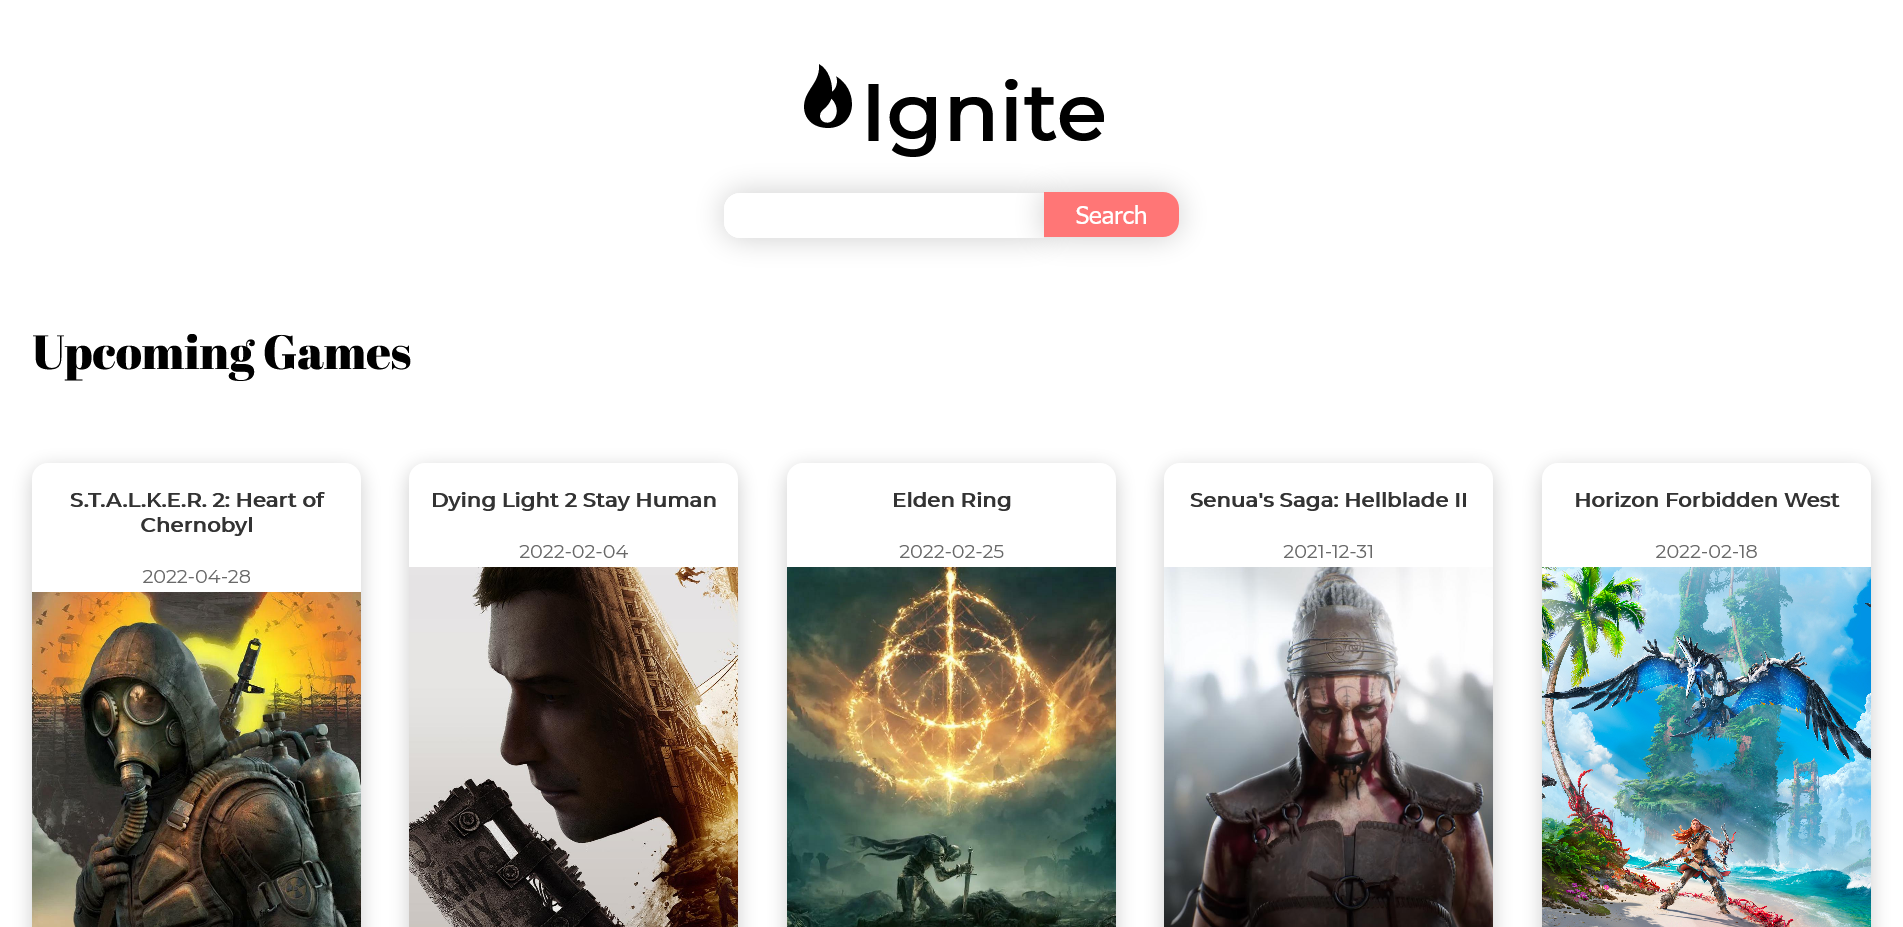 Ignite
Search
Upcoming Games
S.T.A.L.K.E.R. 2: Heart of
Chernobyl
2022-04-28
Dying Light 2 Stay Human
2022-02-04
Elden Ring
2022-02-25
Senua's Saga: Hellblade II
2021-12-31
Horizon Forbidden West
2022-02-18